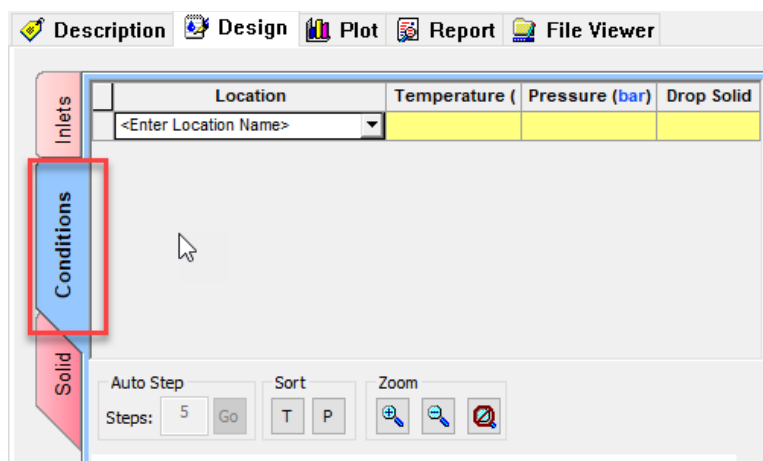 Description Design Plot Report File Viewer
Inlets
Conditions
Solid
Location Temperature ( Pressure (bar) Drop Solid
<Enter Location Name>
Auto Step Sort Zoom
Steps: 5 Go T P